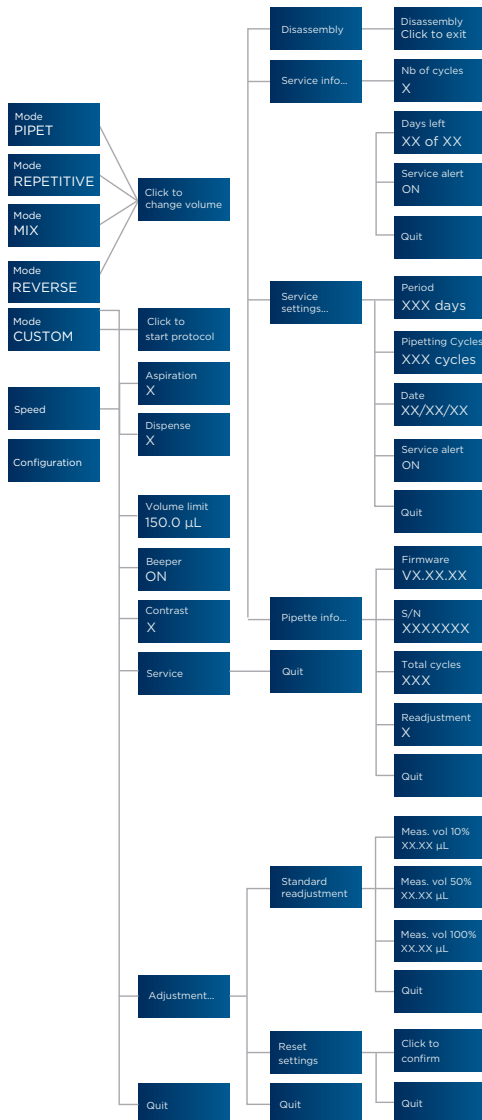 Mode
PIPET
Mode
REPETITIVE
Mode
MIX
Mode
REVERSE
Mode
CUSTOM
Speed
Configuration
Click to
change volume
Click to
start protocol
Aspiration
X
Dispense
X
Volume limit
150.0 µL
Beeper
ON
Contrast
X
Service
Adjustment...
Quit
Disassembly
Service info...
Service
settings...
Pipette info...
Quit
Standard
readjustment
Reset
settings
Quit
Disassembly
Click to exit
Nb of cycles
X
Days left
XX of XX
Service alert
ON
Quit
Period
XXX days
Pipetting Cycles
XXX cycles
Date
XX/XX/XX
Service alert
ON
Quit
Firmware
VX.XX.XX
S/N
XXXXXXX
Total cycles
XXX
Readjustment
X
Quit
Meas. vol 10%
XX.XX µL
Meas. vol 50%
XX.XX µL
Meas. vol 100%
XX.XX µL
Quit
Click to
confirm
Quit